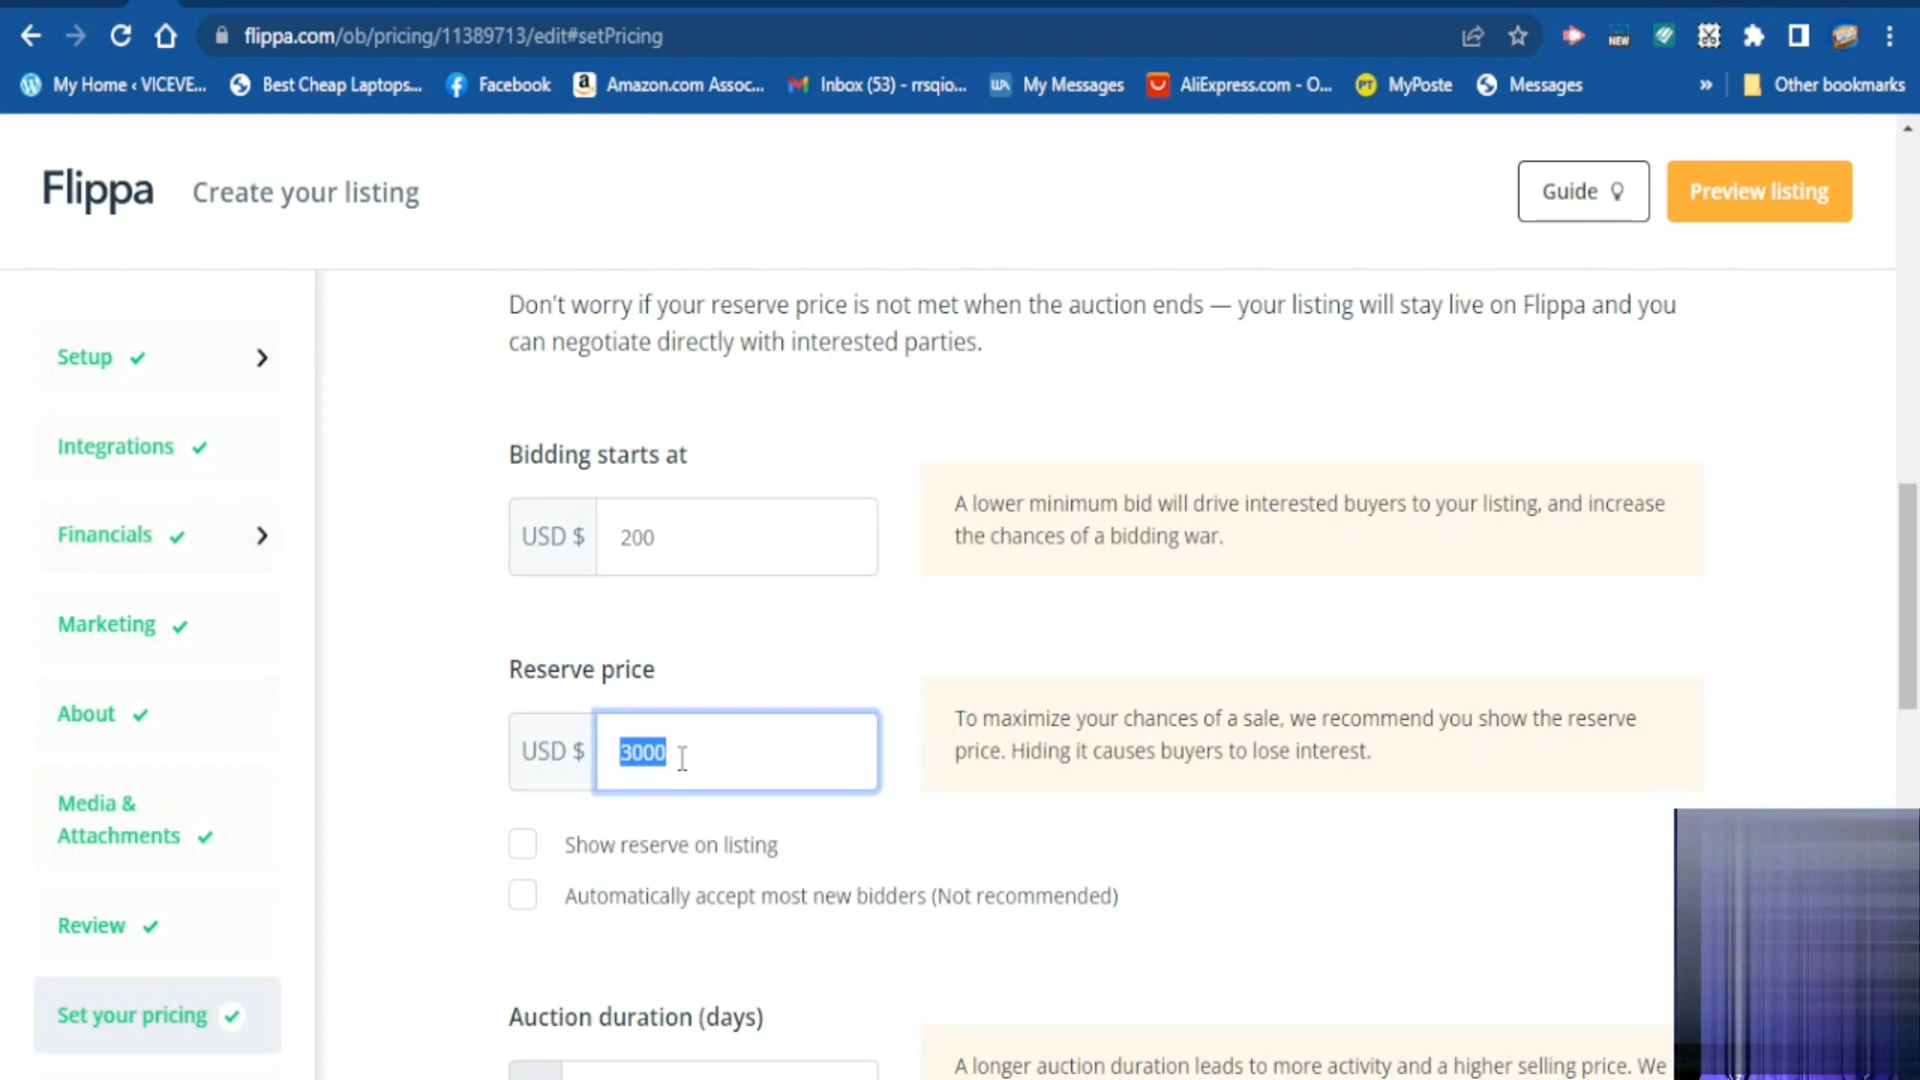 flippa.com/ob/pricing/11389713/edit#setPricing
NEW
My Home ‹ VICEVE...
Best Cheap Laptops...
Facebook
Amazon.com Assoc...
Inbox (53) - rrsqio...
My Messages
AliExpress.com - O...
PT MyPoste
Messages
»
Other bookmarks
Flippa
Create your listing
Guide
Preview listing
Setup
Integrations
Financials
Marketing
About
Media &
Attachments
Review
Set your pricing
Don't worry if your reserve price is not met when the auction ends — your listing will stay live on Flippa and you
can negotiate directly with interested parties.
Bidding starts at
USD $ 200
A lower minimum bid will drive interested buyers to your listing, and increase
the chances of a bidding war.
Reserve price
USD $ 3000
To maximize your chances of a sale, we recommend you show the reserve
price. Hiding it causes buyers to lose interest.
Show reserve on listing
Automatically accept most new bidders (Not recommended)
Auction duration (days)
A longer auction duration leads to more activity and a higher selling price. We